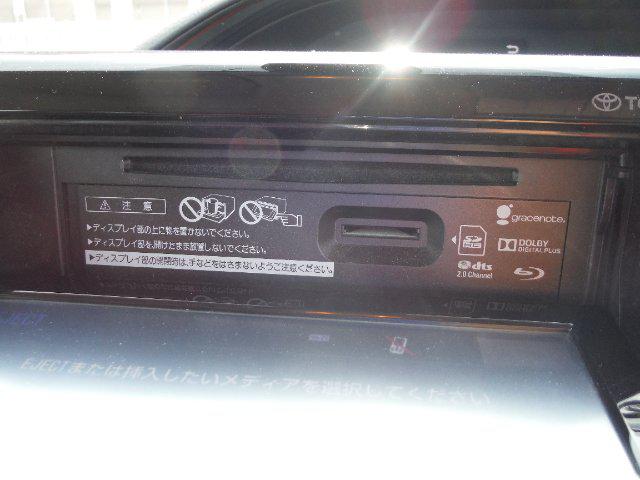 TO
⚠ 注意
▶ディスプレイ部の上に物を置かないでください。
▶ディスプレイ部を、開けたまま放置しないでください。
▶ディスプレイ部の開閉時は、手などをはさまないようご注意ください。
gracenote.
SD HC
DOLBY
DIGITAL PLUS
dts
2.0 Channel
EJECT
EJECTまたは挿入したいメディアを選択してください